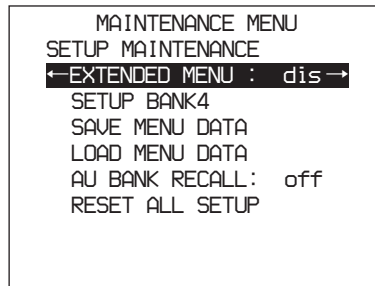 MAINTENANCE MENU
SETUP MAINTENANCE
←EXTENDED MENU : dis→
SETUP BANK4
SAVE MENU DATA
LOAD MENU DATA
AU BANK RECALL: off
RESET ALL SETUP